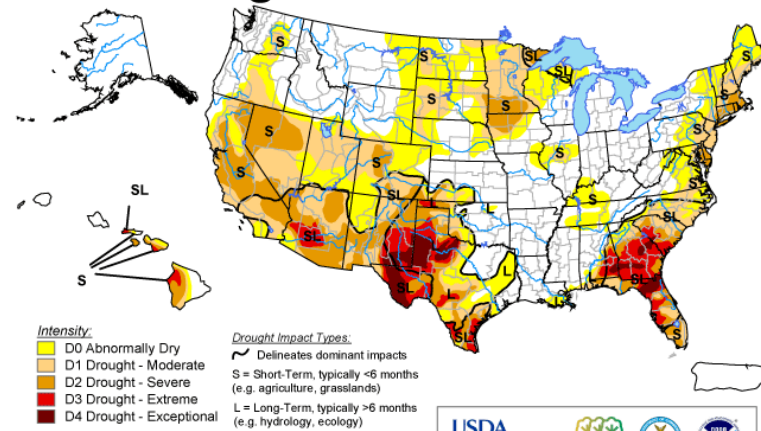 S
S
SL
SL
S
S
S
S
S
S
S
S
S
SL
S
S
S
SL
L
SL
SL
SL
L
L
SL
L
L
SL
S
SL
S
Intensity:
D0 Abnormally Dry
D1 Drought - Moderate
D2 Drought - Severe
D3 Drought - Extreme
D4 Drought - Exceptional
Drought Impact Types:
Delineates dominant impacts
S = Short-Term, typically <6 months
(e.g. agriculture, grasslands)
L = Long-Term, typically >6 months
(e.g. hydrology, ecology)
USDA